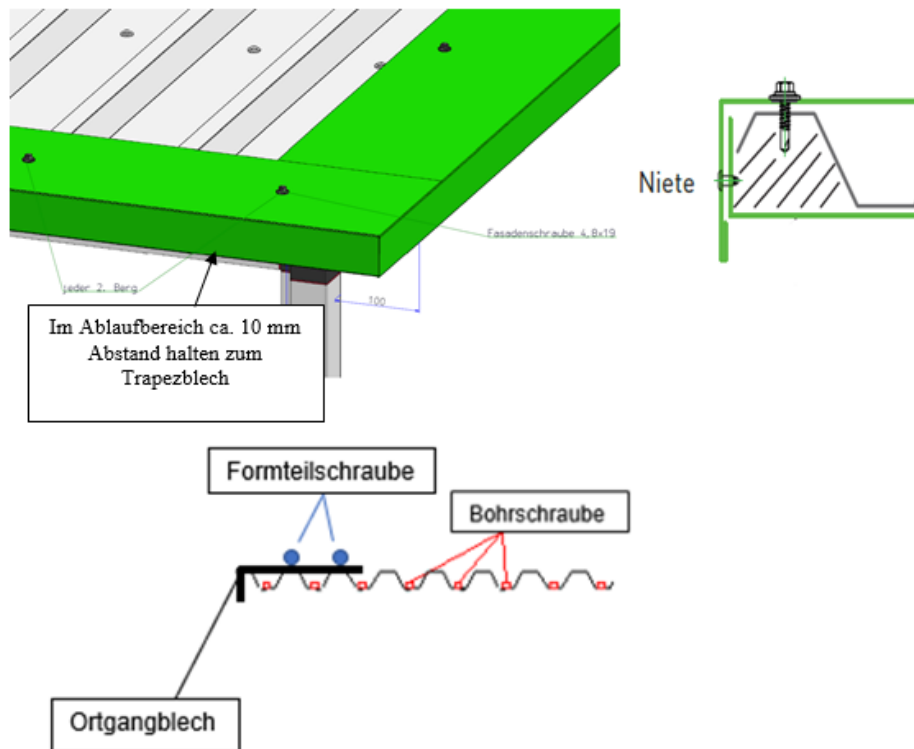 Niete
Fasadenschraube 4,8x19
jeder 2. Berg
100
Im Ablaufbereich ca. 10 mm
Abstand halten zum
Trapezblech
Formteilschraube
Bohrschraube
Ortgangblech